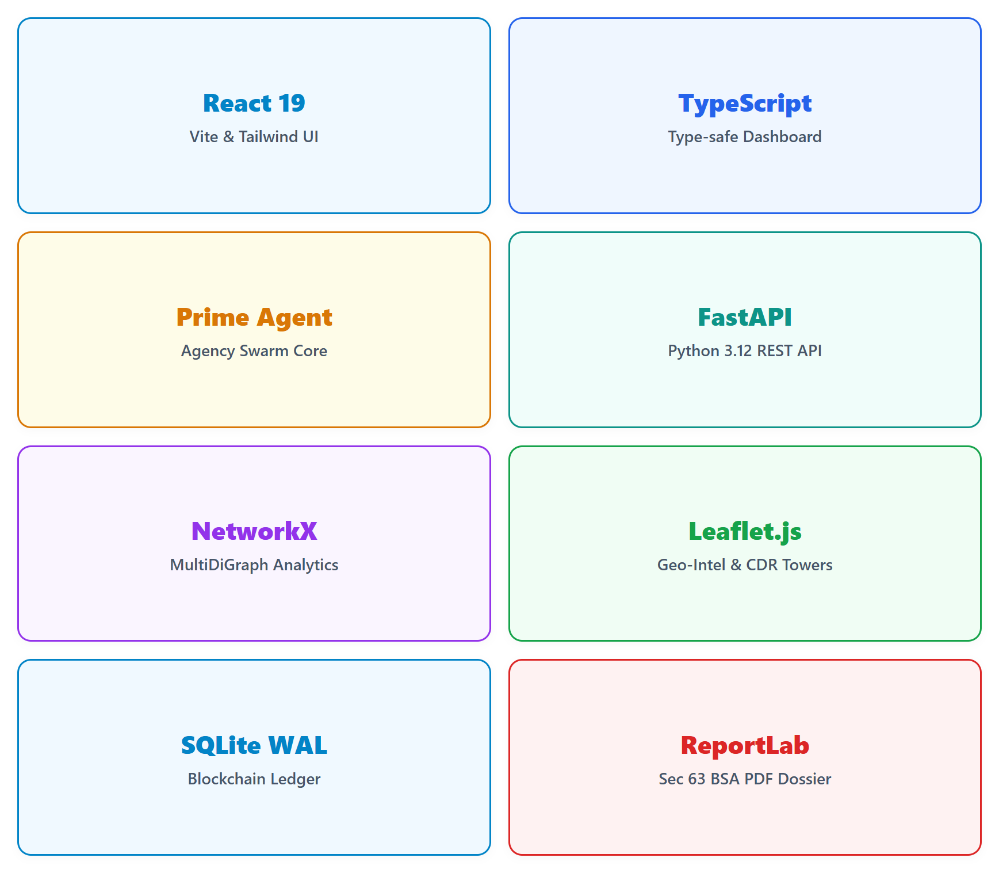 React 19
Vite & Tailwind UI
TypeScript
Type-safe Dashboard
Prime Agent
Agency Swarm Core
FastAPI
Python 3.12 REST API
NetworkX
MultiDiGraph Analytics
Leaflet.js
Geo-Intel & CDR Towers
SQLite WAL
Blockchain Ledger
ReportLab
Sec 63 BSA PDF Dossier